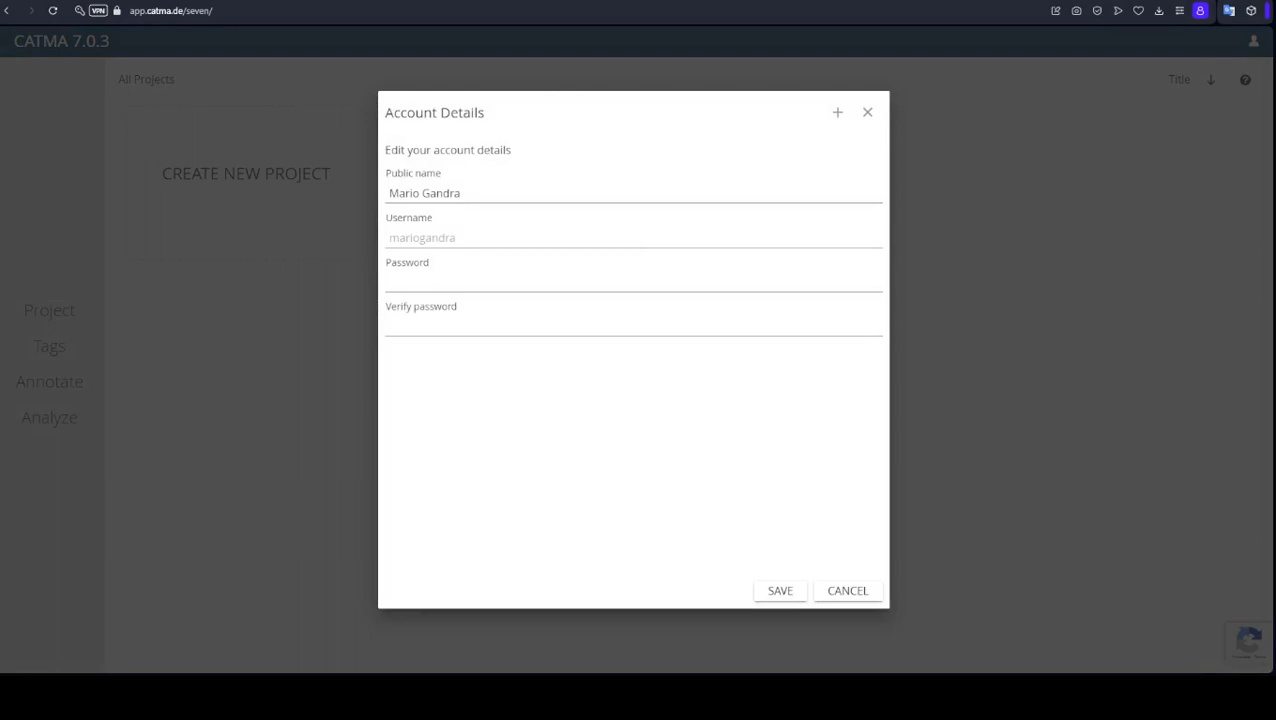 VPN
app.catma.de/seven/
CATMA 7.0.3
All Projects
Title
CREATE NEW PROJECT
Project
Tags
Annotate
Analyze
Account Details
Edit your account details
Public name
Mario Gandra
Username
mariogandra
Password
Verify password
SAVE
CANCEL